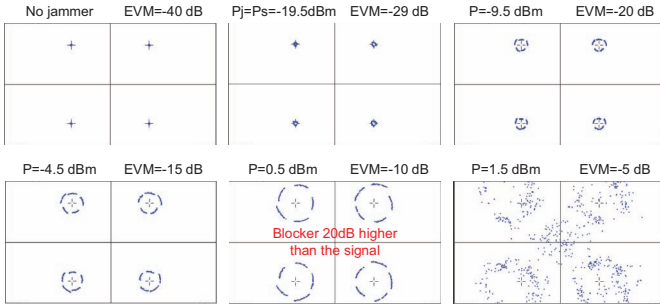 No jammer EVM=-40 dB
Pj=Ps=-19.5dBm EVM=-29 dB
P=-9.5 dBm EVM=-20 dB
P=-4.5 dBm EVM=-15 dB
P=0.5 dBm EVM=-10 dB
Blocker 20dB higher
than the signal
P=1.5 dBm EVM=-5 dB